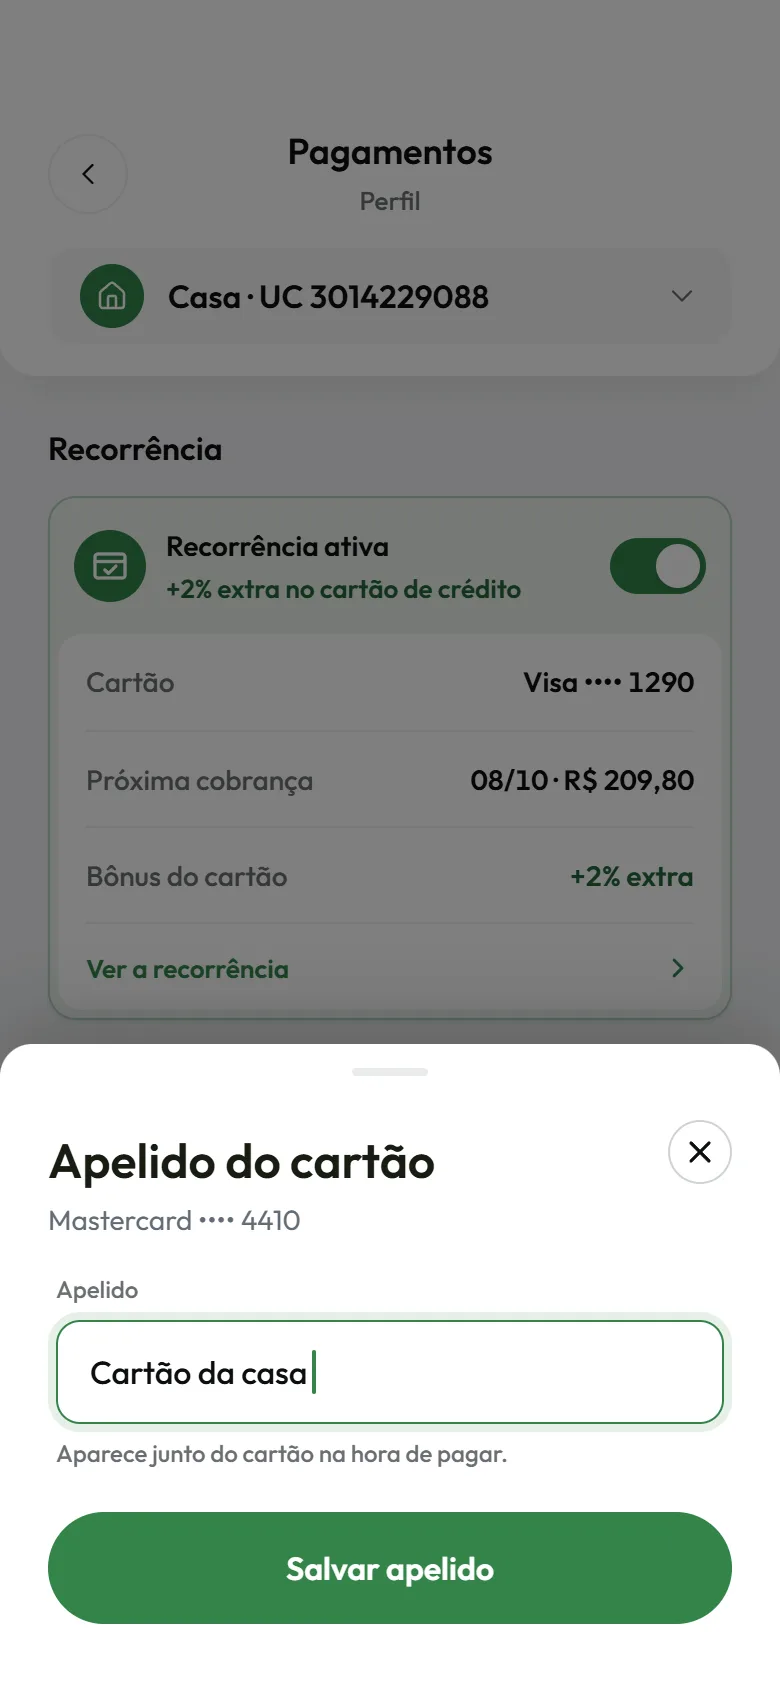 Pagamentos
Perfil
Casa · UC 3014229088
Recorrência
Recorrência ativa
+2% extra no cartão de crédito
Cartão
Visa •••• 1290
Próxima cobrança
08/10 · R$ 209,80
Bônus do cartão
+2% extra
Ver a recorrência
Apelido do cartão
Mastercard •••• 4410
Apelido
Cartão da casa
Aparece junto do cartão na hora de pagar.
Salvar apelido